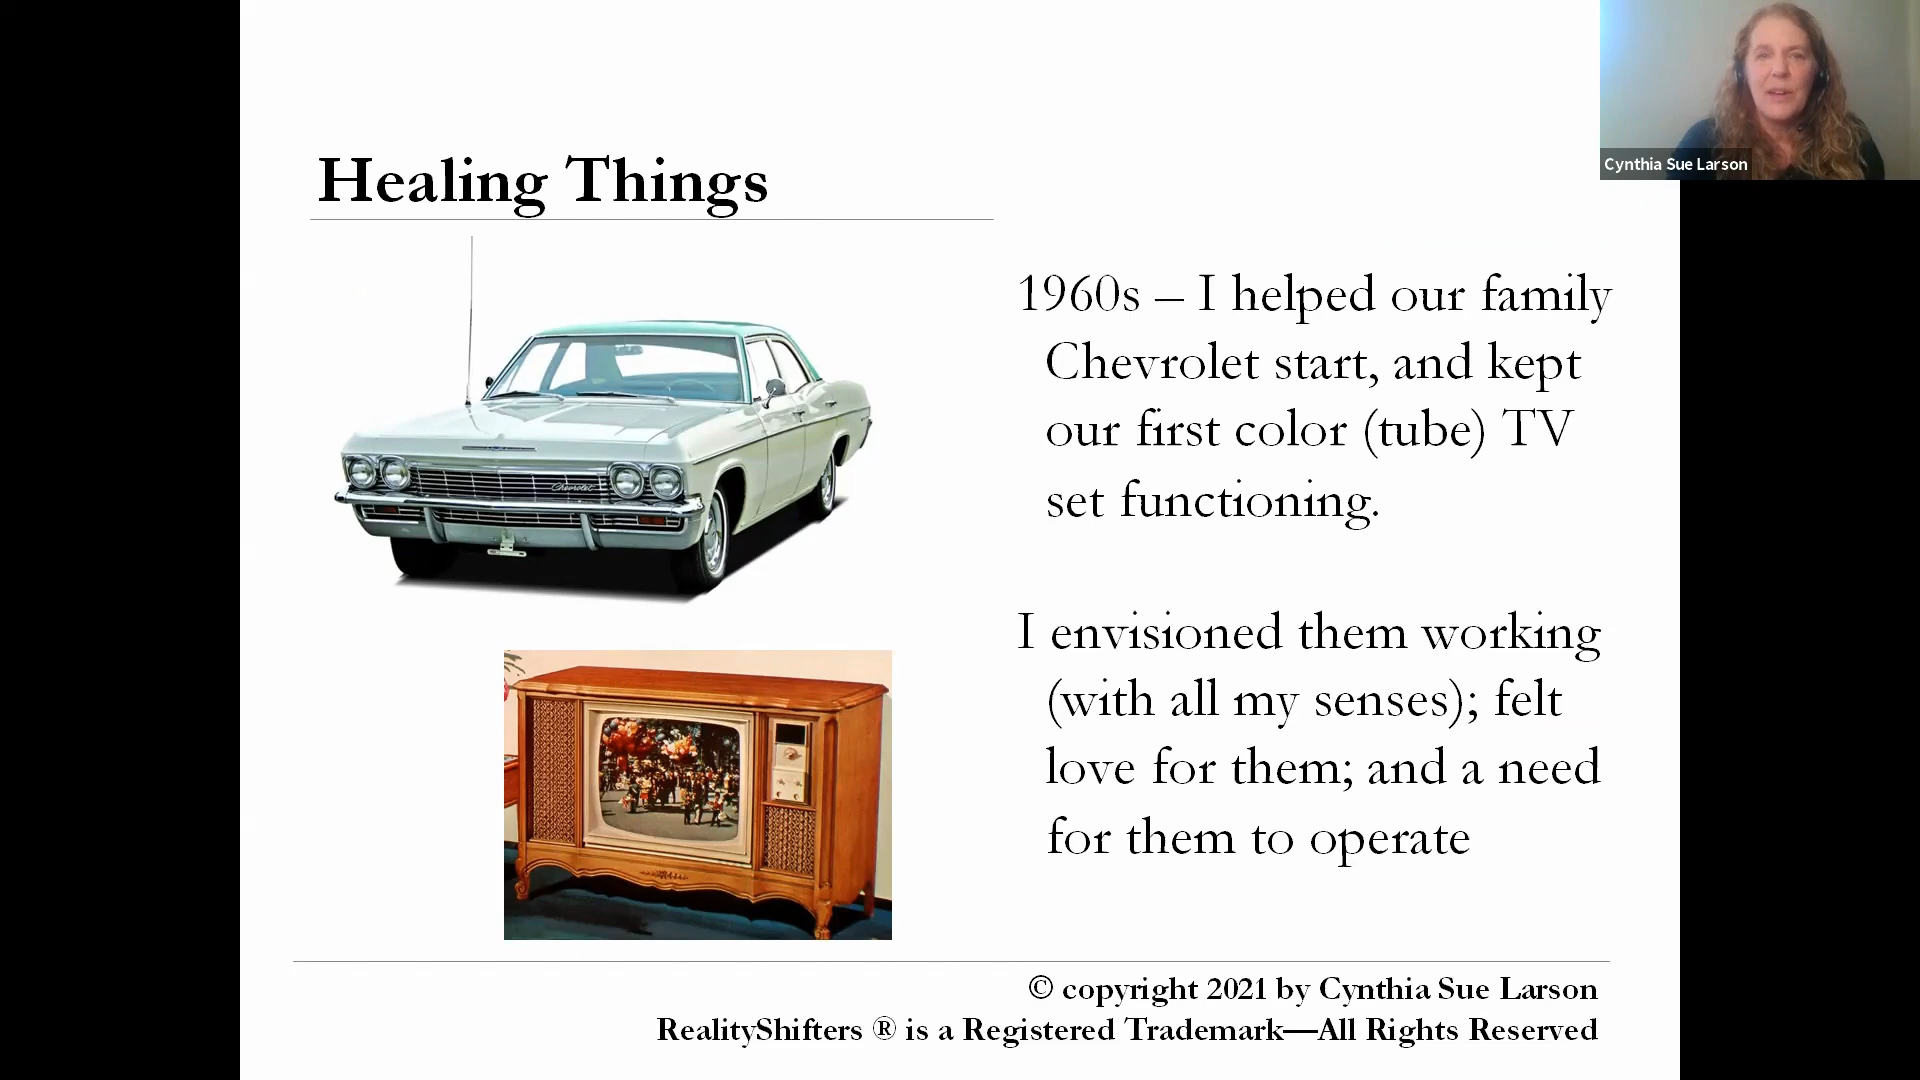 Cynthia Sue Larson
Healing Things
1960s – I helped our family
Chevrolet start, and kept
our first color (tube) TV
set functioning.
I envisioned them working
(with all my senses); felt
love for them; and a need
for them to operate
Chevrolet
© copyright 2021 by Cynthia Sue Larson
RealityShifters ® is a Registered Trademark—All Rights Reserved